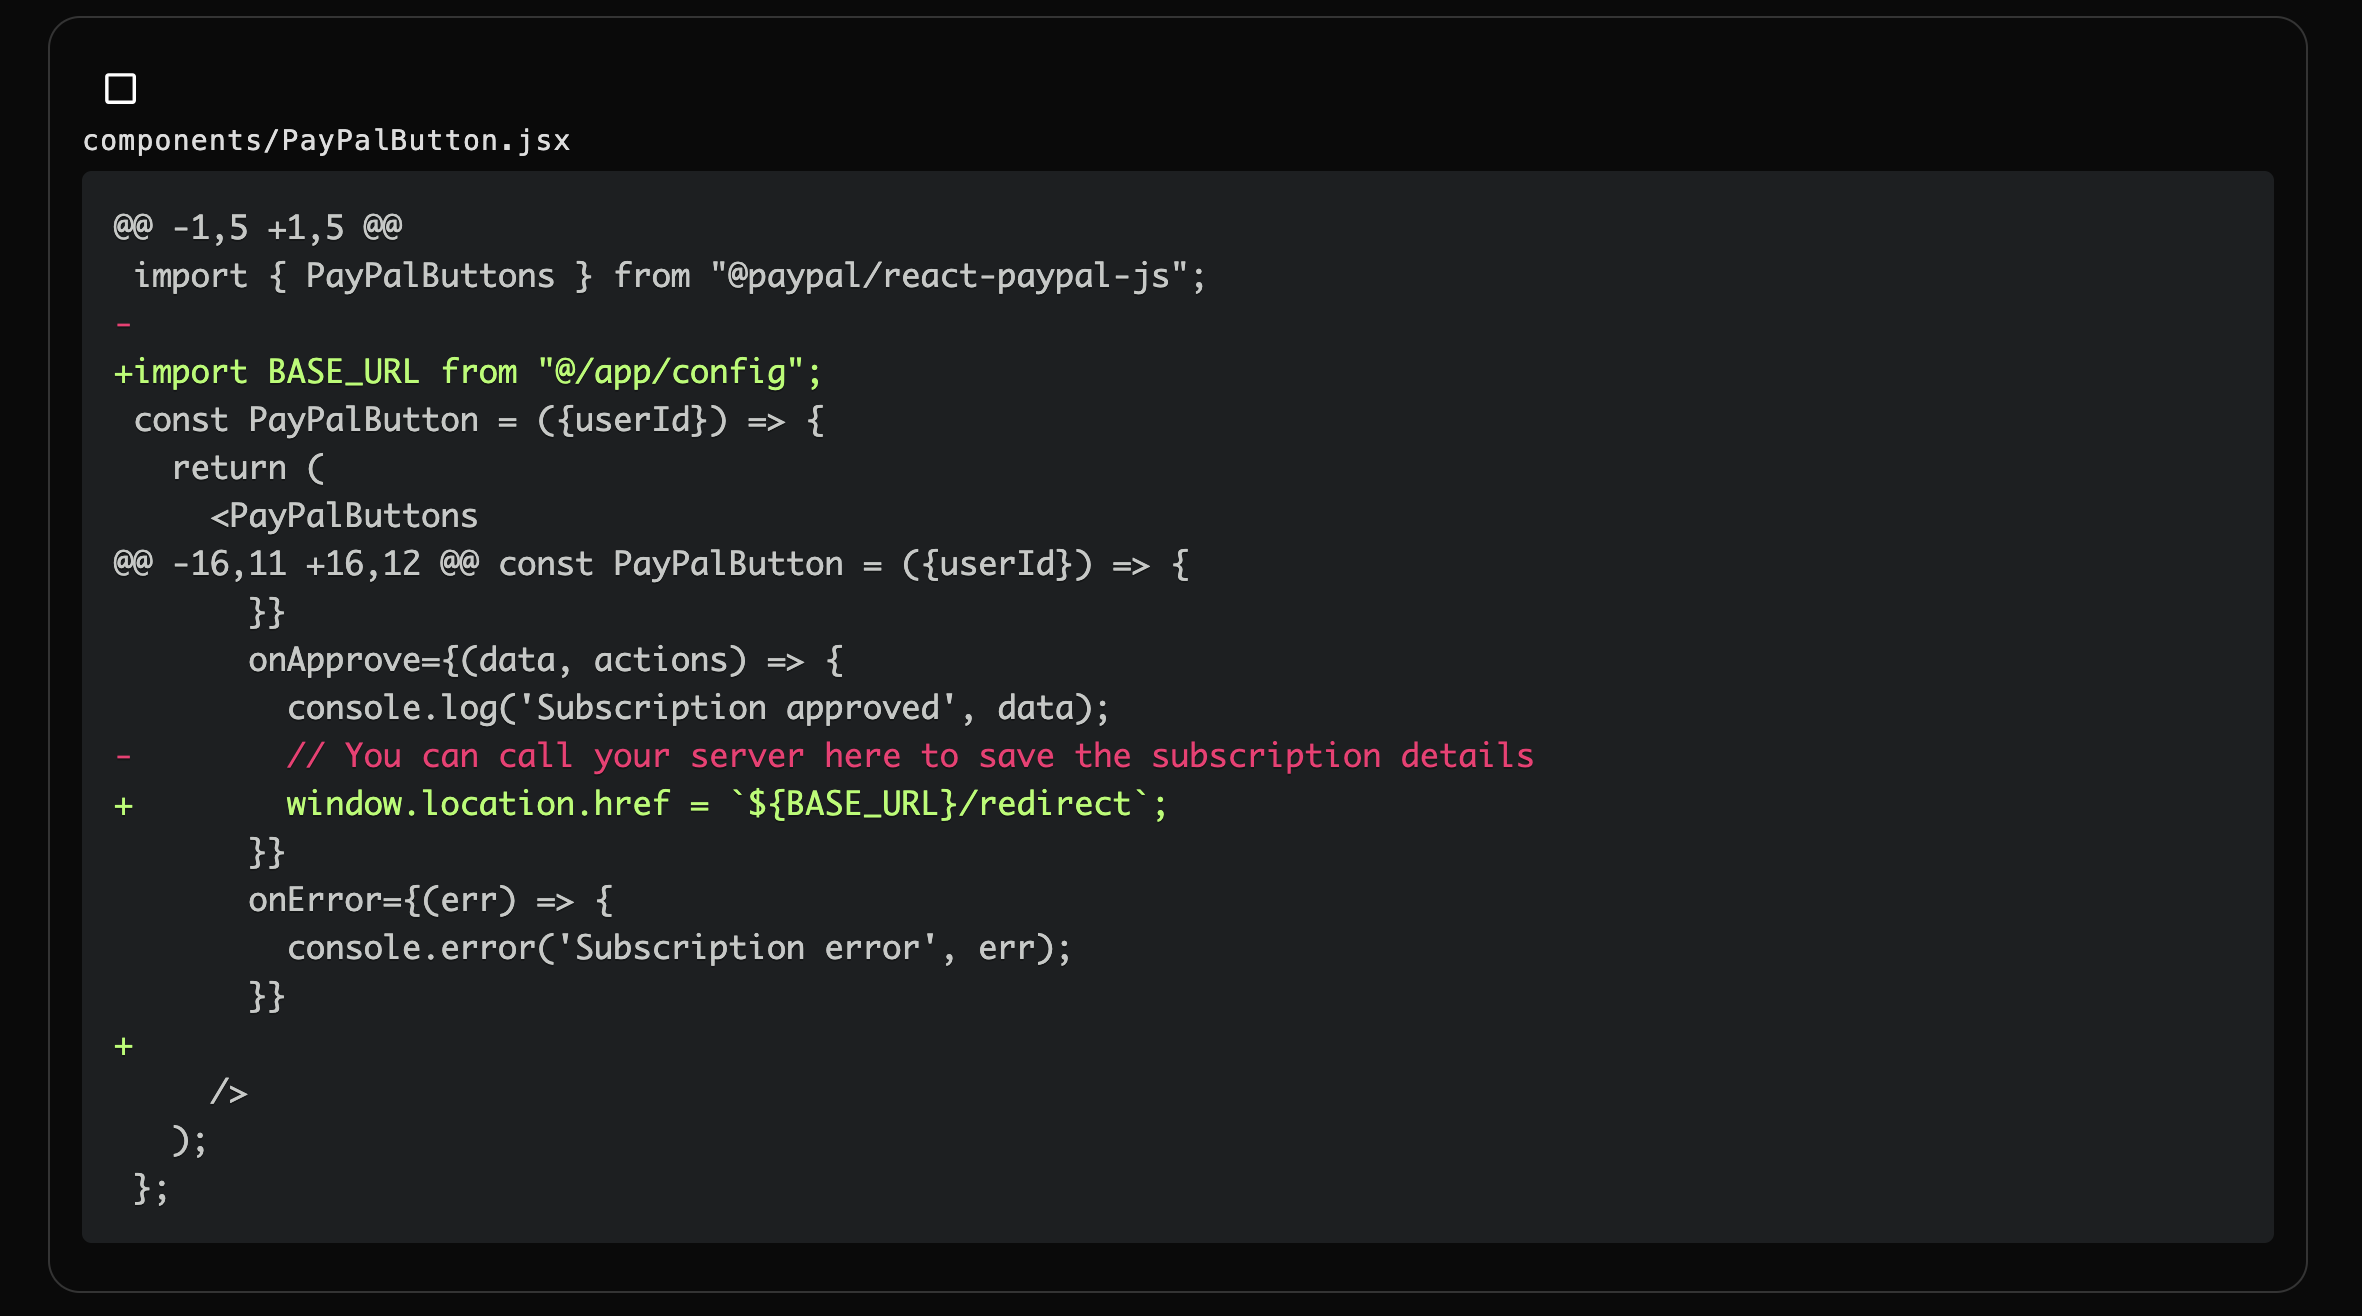 components/PayPalButton.jsx
@@ -1,5 +1,5 @@
 import { PayPalButtons } from "@paypal/react-paypal-js";
-
+import BASE_URL from "@/app/config";
 const PayPalButton = ({userId}) => {
   return (
     <PayPalButtons
@@ -16,11 +16,12 @@ const PayPalButton = ({userId}) => {
       }}
       onApprove={(data, actions) => {
         console.log('Subscription approved', data);
-        // You can call your server here to save the subscription details
+        window.location.href = `${BASE_URL}/redirect`;
       }}
       onError={(err) => {
         console.error('Subscription error', err);
       }}
+
     />
   );
 };